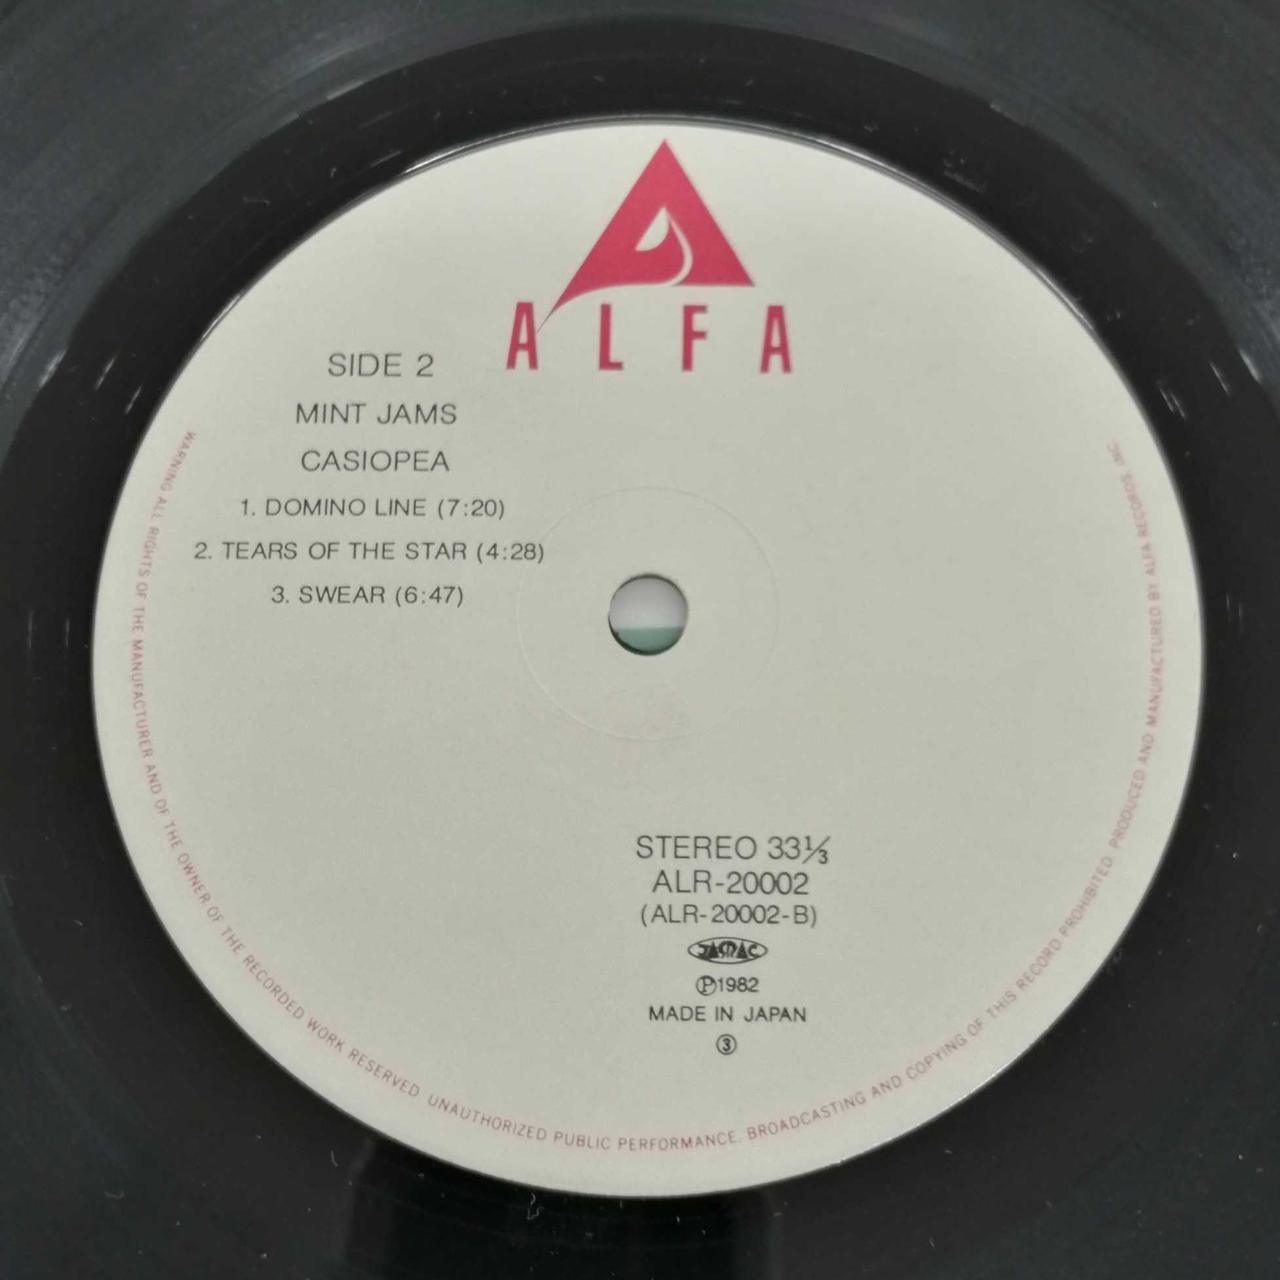 ALFA
SIDE 2
MINT JAMS
CASIOPEA
1. DOMINO LINE (7:20)
2. TEARS OF THE STAR (4:28)
3. SWEAR (6:47)
STEREO 33⅓
ALR-20002
(ALR-20002-B)
JASRAC
Ⓟ1982
MADE IN JAPAN
③
WARNING ALL RIGHTS OF THE MANUFACTURER AND OF THE OWNER OF THE RECORDED WORK RESERVED. UNAUTHORIZED PUBLIC PERFORMANCE, BROADCASTING AND COPYING OF THIS RECORD PROHIBITED. PRODUCED AND MANUFACTURED BY ALFA RECORDS, INC.